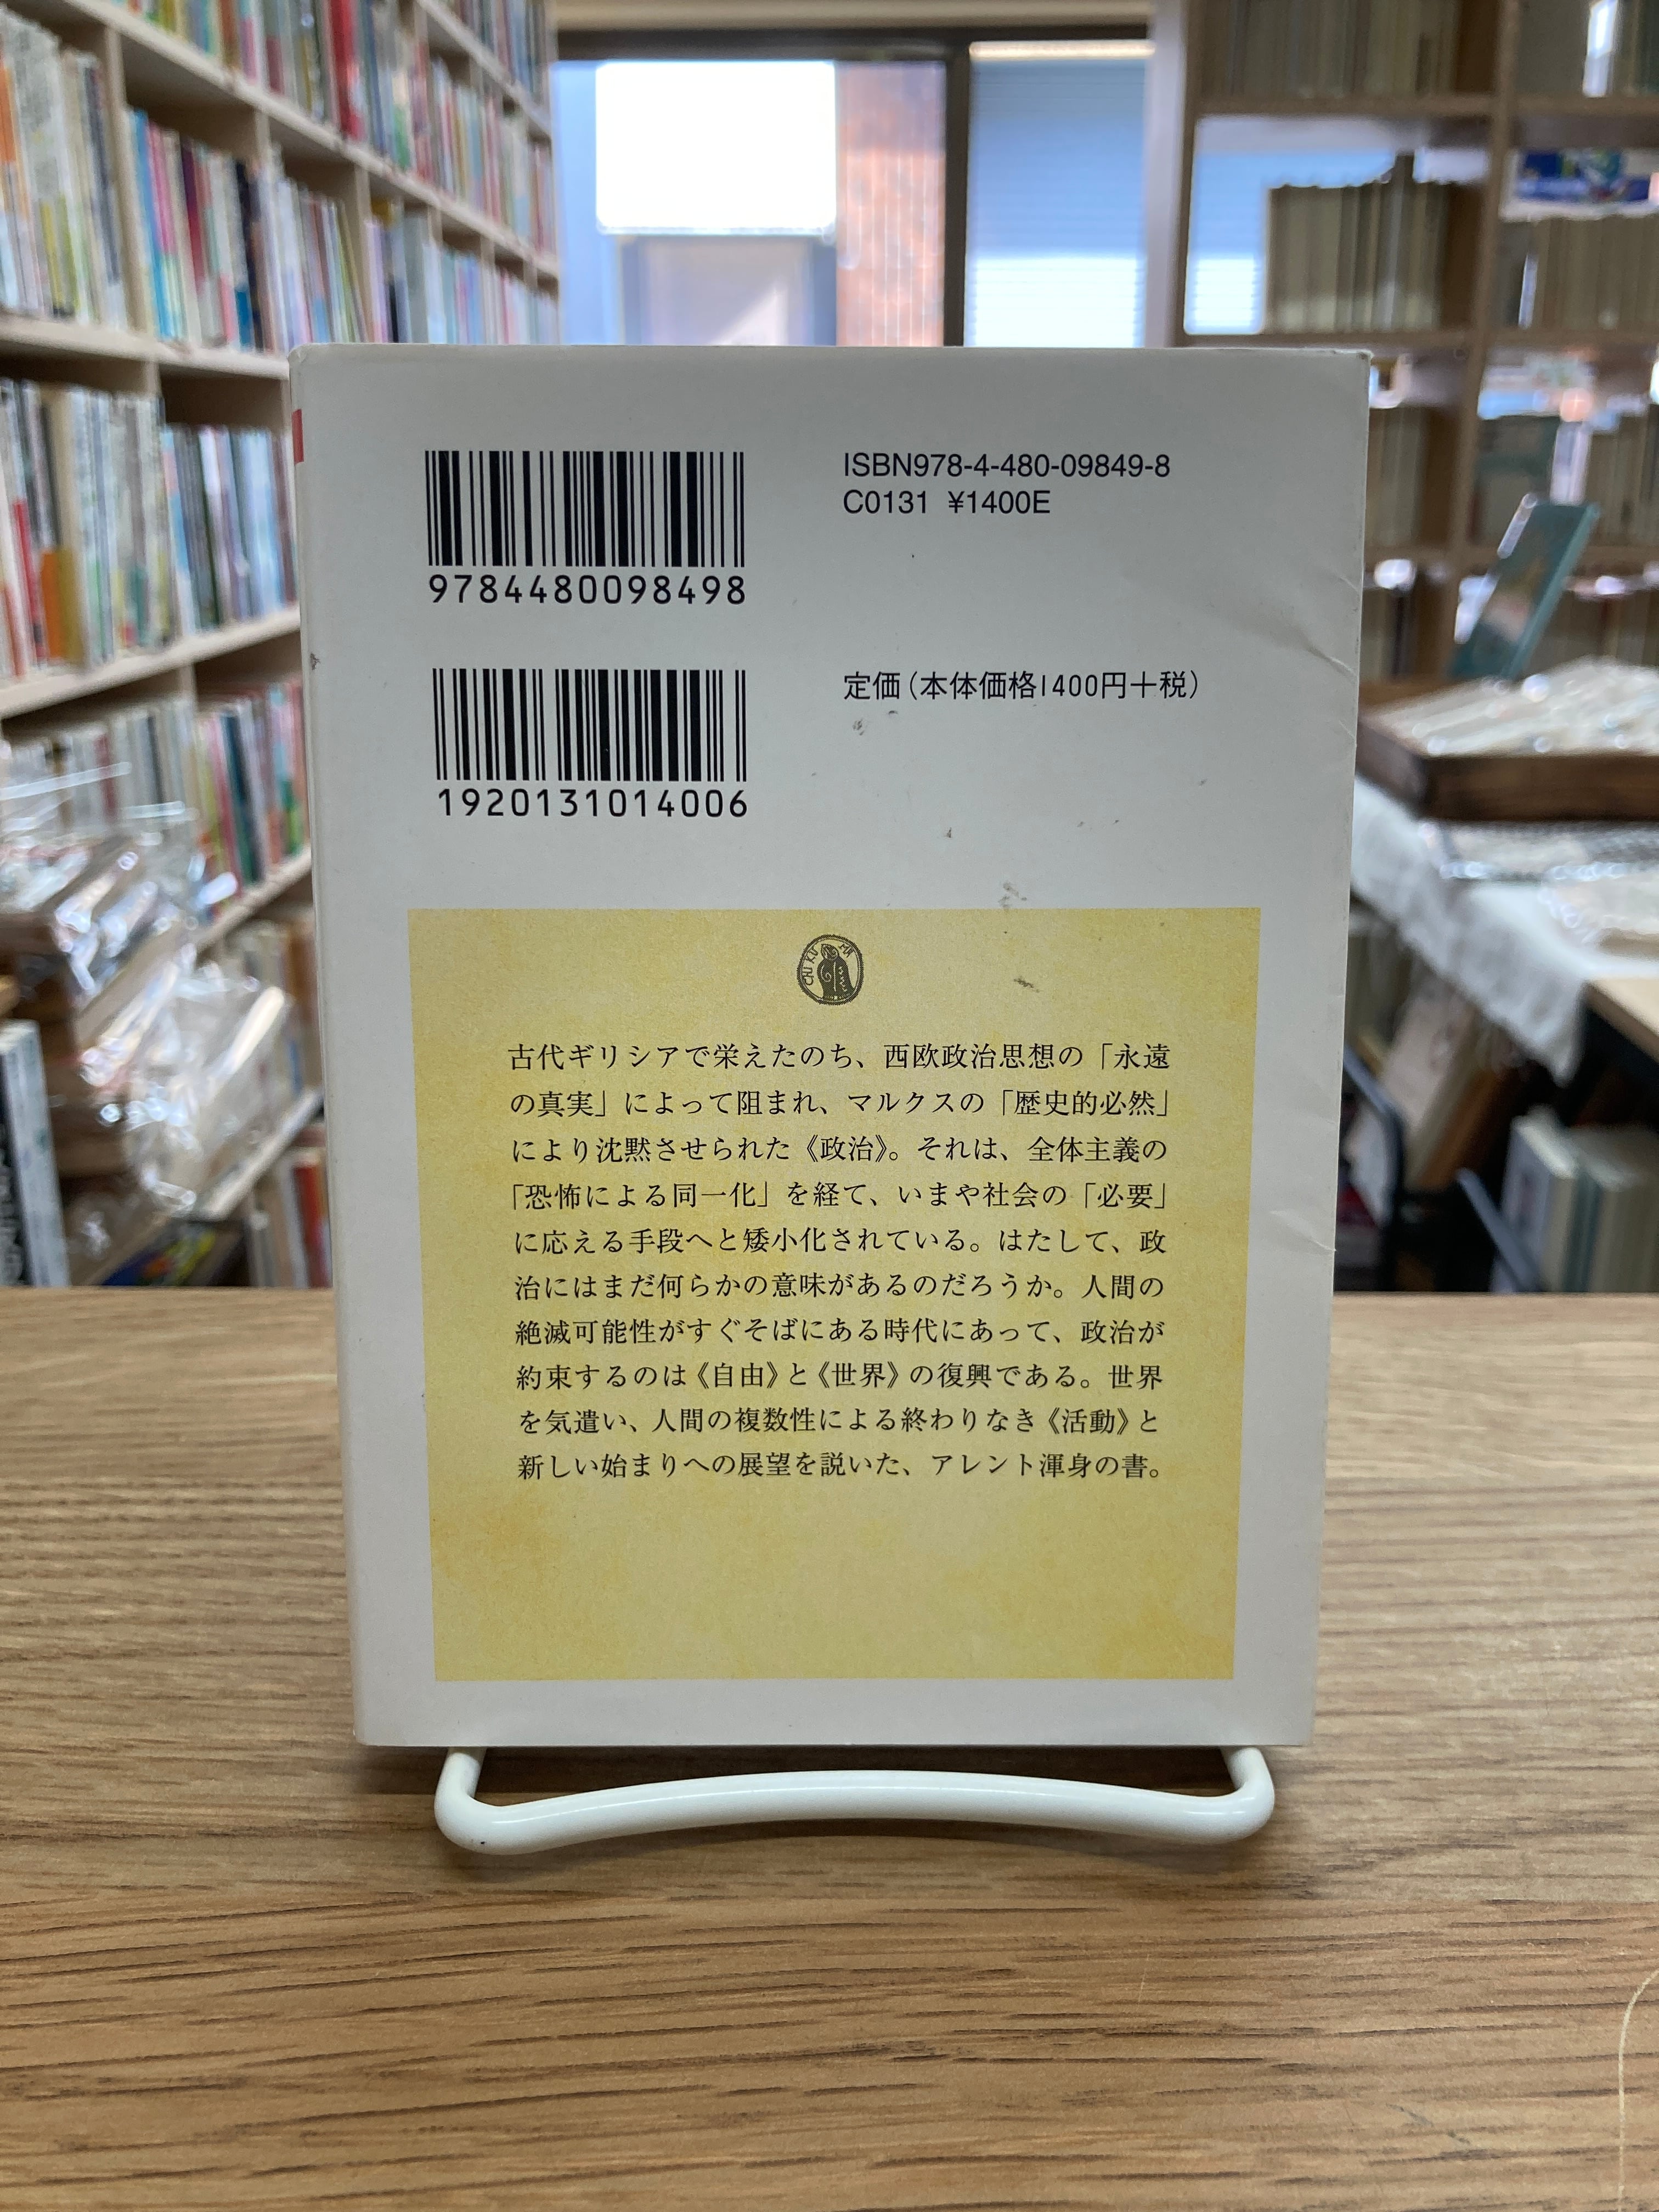 ISBN978-4-480-09849-8
C0131 ¥1400E
9784480098498
定価(本体価格1400円+税)
1920131014006
CHIKUMA
古代ギリシアで栄えたのち、西欧政治思想の「永遠
の真実」によって阻まれ、マルクスの「歴史的必然」
により沈黙させられた《政治》。それは、全体主義の
「恐怖による同一化」を経て、いまや社会の「必要」
に応える手段へと矮小化されている。はたして、政
治にはまだ何らかの意味があるのだろうか。人間の
絶滅可能性がすぐそばにある時代にあって、政治が
約束するのは《自由》と《世界》の復興である。世界
を気遣い、人間の複数性による終わりなき《活動》と
新しい始まりへの展望を説いた、アレント渾身の書。